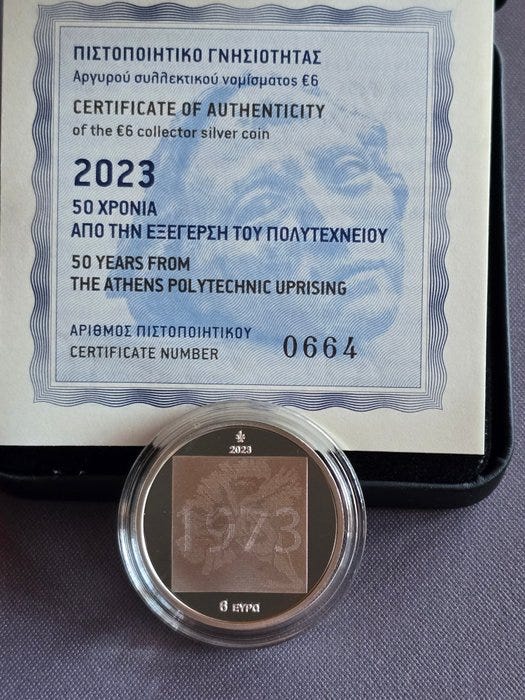 ΠΙΣΤΟΠΟΙΗΤΙΚΟ ΓΝΗΣΙΟΤΗΤΑΣ
Αργυρού συλλεκτικού νομίσματος €6
CERTIFICATE OF AUTHENTICITY
of the €6 collector silver coin
2023
50 ΧΡΟΝΙΑ
ΑΠΟ ΤΗΝ ΕΞΕΓΕΡΣΗ ΤΟΥ ΠΟΛΥΤΕΧΝΕΙΟΥ
50 YEARS FROM
THE ATHENS POLYTECHNIC UPRISING
ΑΡΙΘΜΟΣ ΠΙΣΤΟΠΟΙΗΤΙΚΟΥ
CERTIFICATE NUMBER 0664
2023
1973
6 ΕΥΡΩ